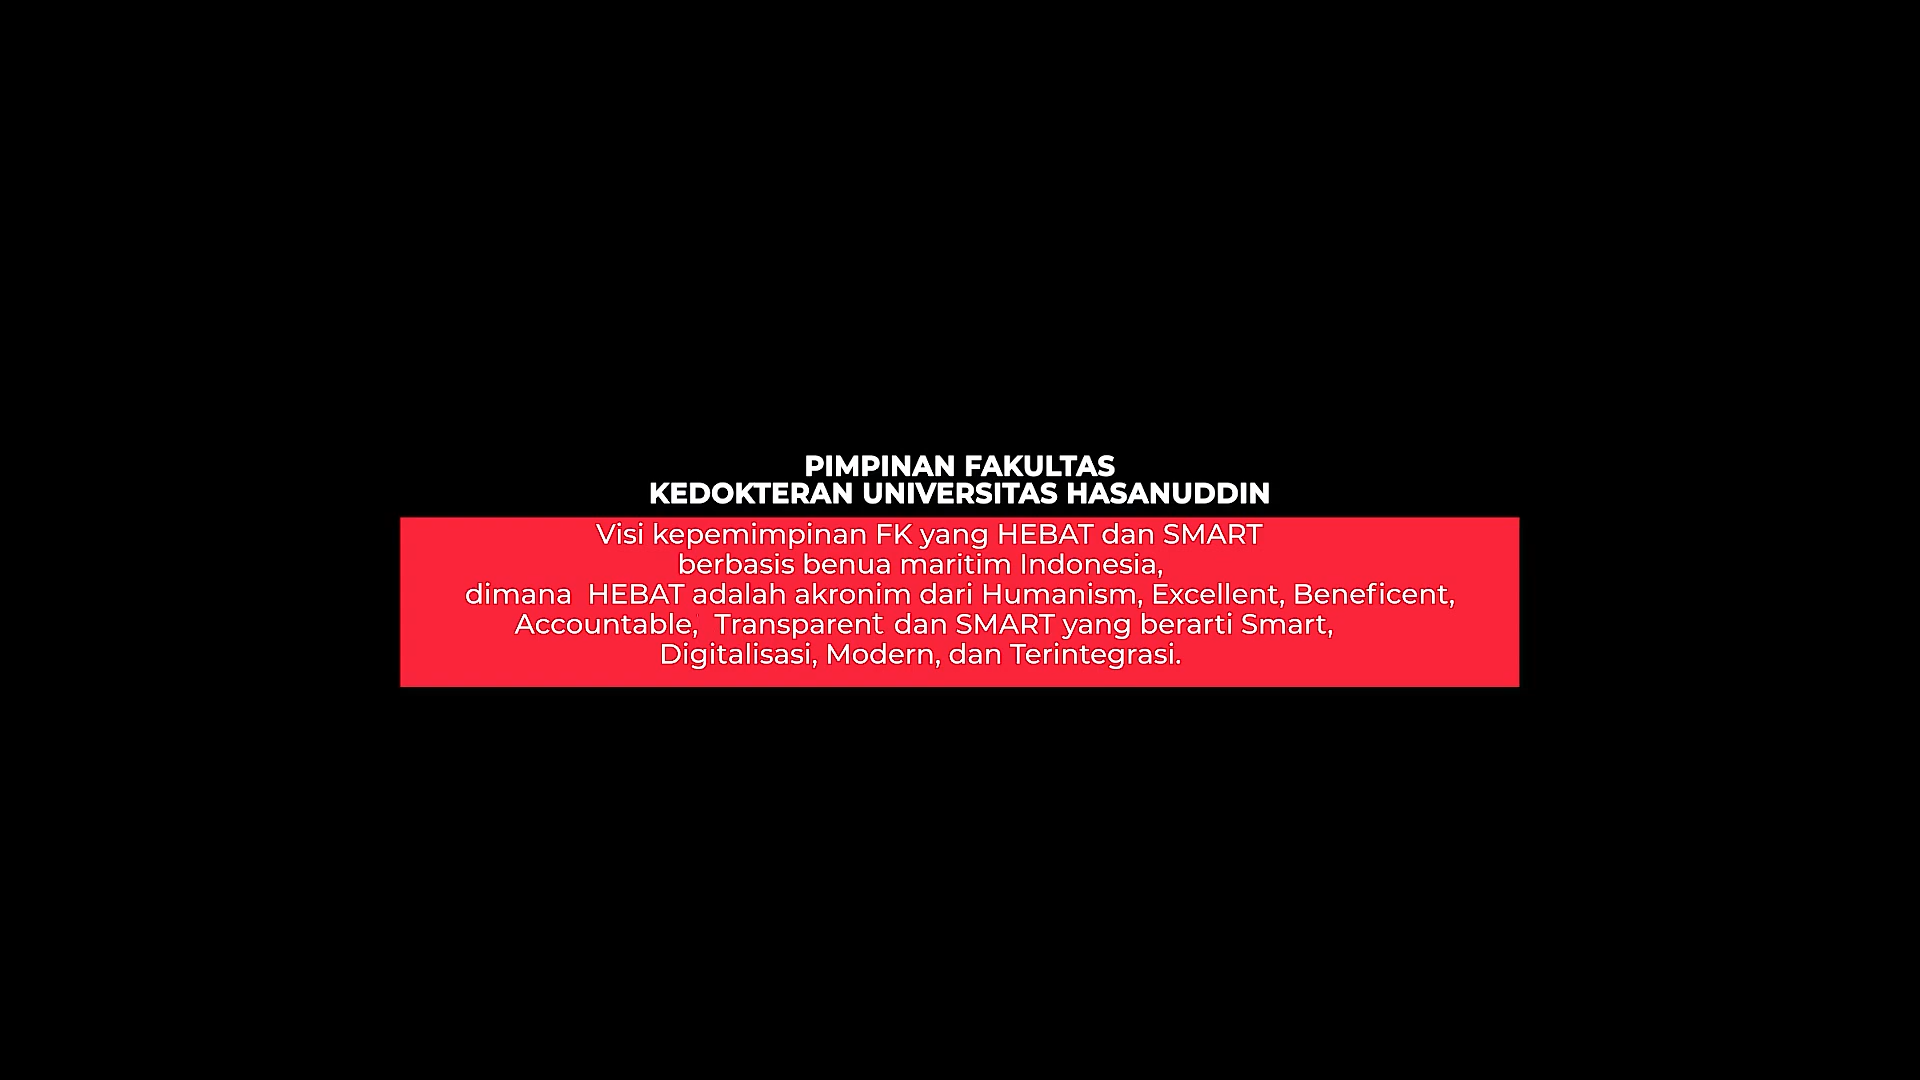 PIMPINAN FAKULTAS
KEDOKTERAN UNIVERSITAS HASANUDDIN
Visi kepemimpinan FK yang HEBAT dan SMART
berbasis benua maritim Indonesia,
dimana  HEBAT adalah akronim dari Humanism, Excellent, Beneficent,
Accountable,  Transparent dan SMART yang berarti Smart,
Digitalisasi, Modern, dan Terintegrasi.